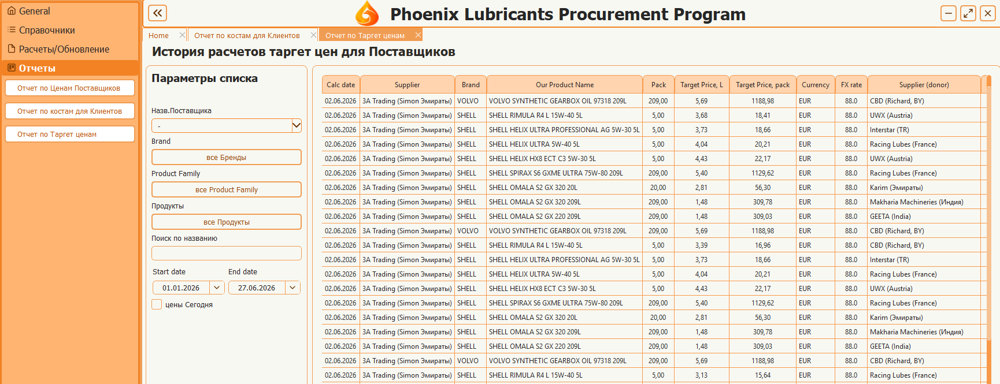 General
Справочники
Расчеты/Обновление
Отчеты
Отчет по Ценам Поставщиков
Отчет по костам для Клиентов
Отчет по Таргет ценам
Phoenix Lubricants Procurement Program
Home Отчет по костам для Клиентов Отчет по Таргет ценам
История расчетов таргет цен для Поставщиков
Параметры списка
Назв.Поставщика
-
Brand
все Бренды
Product Family
все Product Family
Продукты
все Продукты
Поиск по названию
Start date End date
01.01.2026 27.06.2026
цены Сегодня
Calc date Supplier Brand Our Product Name Pack Target Price, L Target Price, pack Currency FX rate Supplier (donor)
02.06.2026 3A Trading (Simon Эмираты) VOLVO VOLVO SYNTHETIC GEARBOX OIL 97318 209L 209,00 5,69 1188,98 EUR 88.0 CBD (Richard, BY)
02.06.2026 3A Trading (Simon Эмираты) SHELL SHELL RIMULA R4 L 15W-40 5L 5,00 3,68 18,41 EUR 88.0 UWX (Austria)
02.06.2026 3A Trading (Simon Эмираты) SHELL SHELL HELIX ULTRA PROFESSIONAL AG 5W-30 5L 5,00 3,73 18,66 EUR 88.0 Interstar (TR)
02.06.2026 3A Trading (Simon Эмираты) SHELL SHELL HELIX ULTRA 5W-40 5L 5,00 4,04 20,21 EUR 88.0 Racing Lubes (France)
02.06.2026 3A Trading (Simon Эмираты) SHELL SHELL HELIX HX8 ECT C3 5W-30 5L 5,00 4,43 22,17 EUR 88.0 UWX (Austria)
02.06.2026 3A Trading (Simon Эмираты) SHELL SHELL SPIRAX S6 GXME ULTRA 75W-80 209L 209,00 5,40 1129,62 EUR 88.0 Racing Lubes (France)
02.06.2026 3A Trading (Simon Эмираты) SHELL SHELL OMALA S2 GX 320 20L 20,00 2,81 56,30 EUR 88.0 Karim (Эмираты)
02.06.2026 3A Trading (Simon Эмираты) SHELL SHELL OMALA S2 GX 320 209L 209,00 1,48 309,78 EUR 88.0 Makharia Machineries (Индия)
02.06.2026 3A Trading (Simon Эмираты) SHELL SHELL OMALA S2 GX 220 209L 209,00 1,48 309,03 EUR 88.0 GEETA (India)
02.06.2026 3A Trading (Simon Эмираты) VOLVO VOLVO SYNTHETIC GEARBOX OIL 97318 209L 209,00 5,69 1188,98 EUR 88.0 CBD (Richard, BY)
02.06.2026 3A Trading (Simon Эмираты) SHELL SHELL RIMULA R4 L 15W-40 5L 5,00 3,39 16,96 EUR 88.0 CBD (Richard, BY)
02.06.2026 3A Trading (Simon Эмираты) SHELL SHELL HELIX ULTRA PROFESSIONAL AG 5W-30 5L 5,00 3,73 18,66 EUR 88.0 Interstar (TR)
02.06.2026 3A Trading (Simon Эмираты) SHELL SHELL HELIX ULTRA 5W-40 5L 5,00 4,04 20,21 EUR 88.0 Racing Lubes (France)
02.06.2026 3A Trading (Simon Эмираты) SHELL SHELL HELIX HX8 ECT C3 5W-30 5L 5,00 4,43 22,17 EUR 88.0 UWX (Austria)
02.06.2026 3A Trading (Simon Эмираты) SHELL SHELL SPIRAX S6 GXME ULTRA 75W-80 209L 209,00 5,40 1129,62 EUR 88.0 Racing Lubes (France)
02.06.2026 3A Trading (Simon Эмираты) SHELL SHELL OMALA S2 GX 320 20L 20,00 2,81 56,30 EUR 88.0 Karim (Эмираты)
02.06.2026 3A Trading (Simon Эмираты) SHELL SHELL OMALA S2 GX 320 209L 209,00 1,48 309,78 EUR 88.0 Makharia Machineries (Индия)
02.06.2026 3A Trading (Simon Эмираты) SHELL SHELL OMALA S2 GX 220 209L 209,00 1,48 309,03 EUR 88.0 GEETA (India)
02.06.2026 3A Trading (Simon Эмираты) VOLVO VOLVO SYNTHETIC GEARBOX OIL 97318 209L 209,00 5,69 1188,98 EUR 88.0 CBD (Richard, BY)
02.06.2026 3A Trading (Simon Эмираты) SHELL SHELL RIMULA R4 L 15W-40 5L 5,00 3,13 15,64 EUR 88.0 Racing Lubes (France)